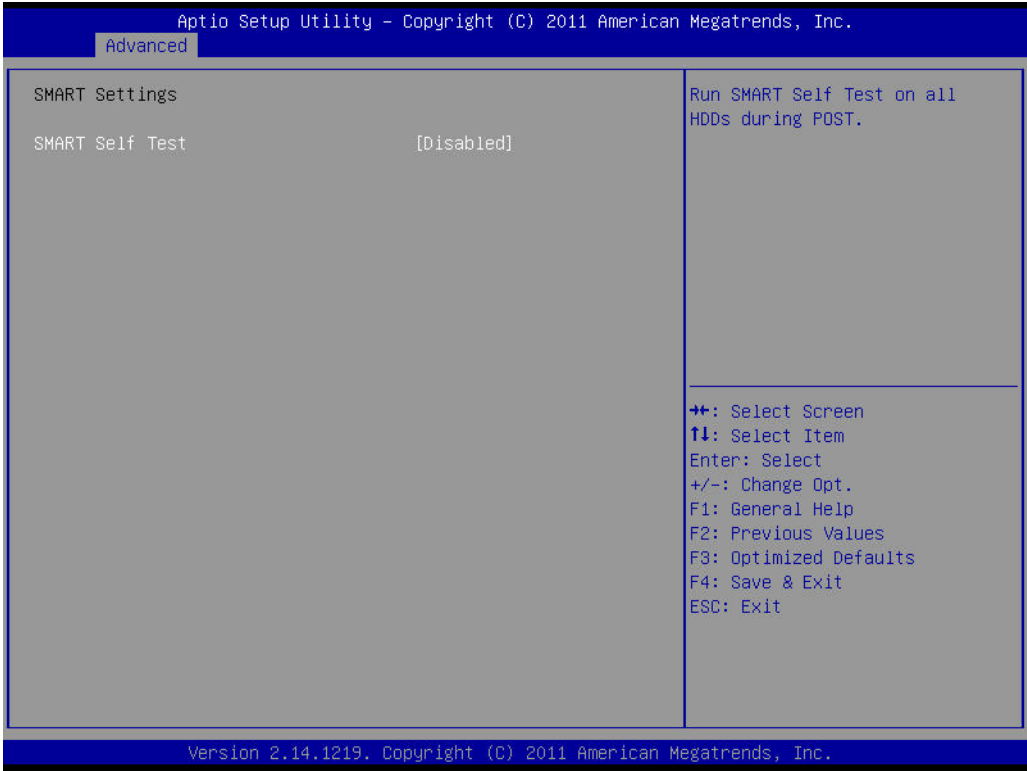 Aptio Setup Utility – Copyright (C) 2011 American Megatrends, Inc.
Advanced
SMART Settings
SMART Self Test [Disabled]
Run SMART Self Test on all
HDDs during POST.
→←: Select Screen
↑↓: Select Item
Enter: Select
+/-: Change Opt.
F1: General Help
F2: Previous Values
F3: Optimized Defaults
F4: Save & Exit
ESC: Exit
Version 2.14.1219. Copyright (C) 2011 American Megatrends, Inc.